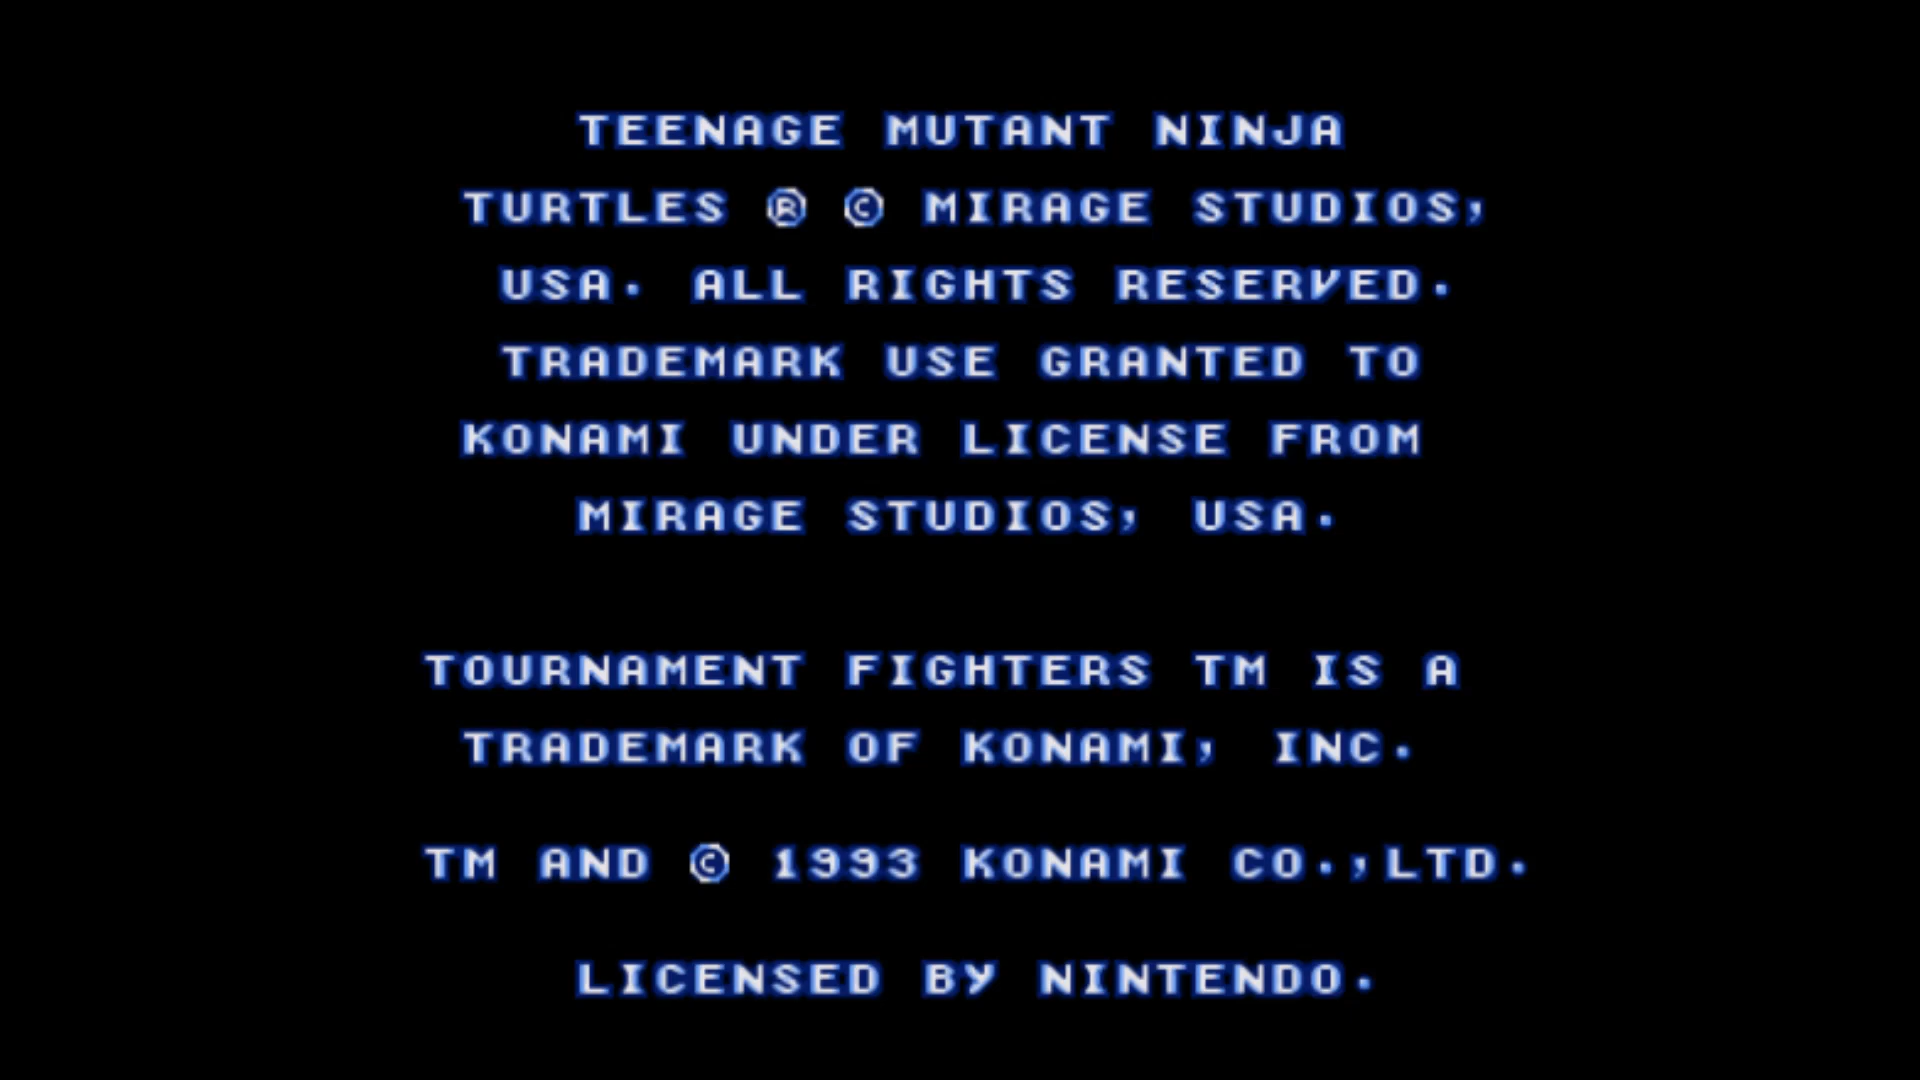 TEENAGE MUTANT NINJA
TURTLES ® © MIRAGE STUDIOS,
USA. ALL RIGHTS RESERVED.
TRADEMARK USE GRANTED TO
KONAMI UNDER LICENSE FROM
MIRAGE STUDIOS, USA.
TOURNAMENT FIGHTERS TM IS A
TRADEMARK OF KONAMI, INC.
TM AND © 1993 KONAMI CO.,LTD.
LICENSED BY NINTENDO.